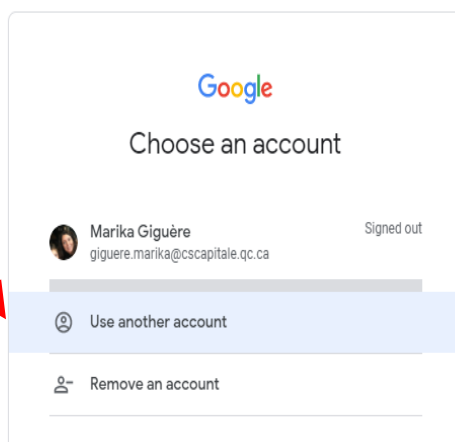 Google
Choose an account
Marika Giguère
Signed out
giguere.marika@cscapitale.qc.ca
Use another account
Remove an account